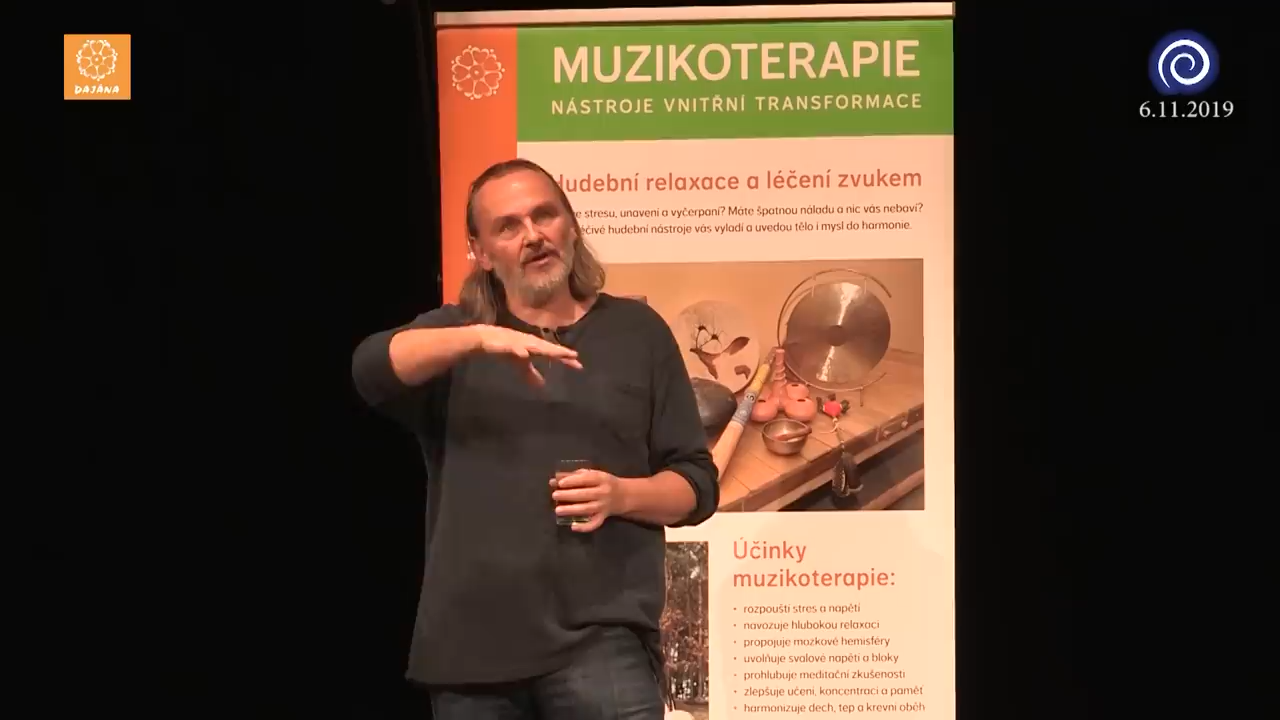 DAJÁNA
6.11.2019
MUZIKOTERAPIE
NÁSTROJE VNITŘNÍ TRANSFORMACE
Hudební relaxace a léčení zvukem
stresu, unavení a vyčerpaní? Máte špatnou náladu a nic vás nebaví?
hudební nástroje vás vyladí a uvedou tělo i mysl do harmonie.
Účinky
muzikoterapie:
• rozpouští stres a napětí
• navozuje hlubokou relaxaci
• propojuje mozkové hemisféry
• uvolňuje svalové napětí a bloky
• prohlubuje meditační zkušenosti
• zlepšuje učení, koncentraci a paměť
• harmonizuje dech, tep a krevní oběh